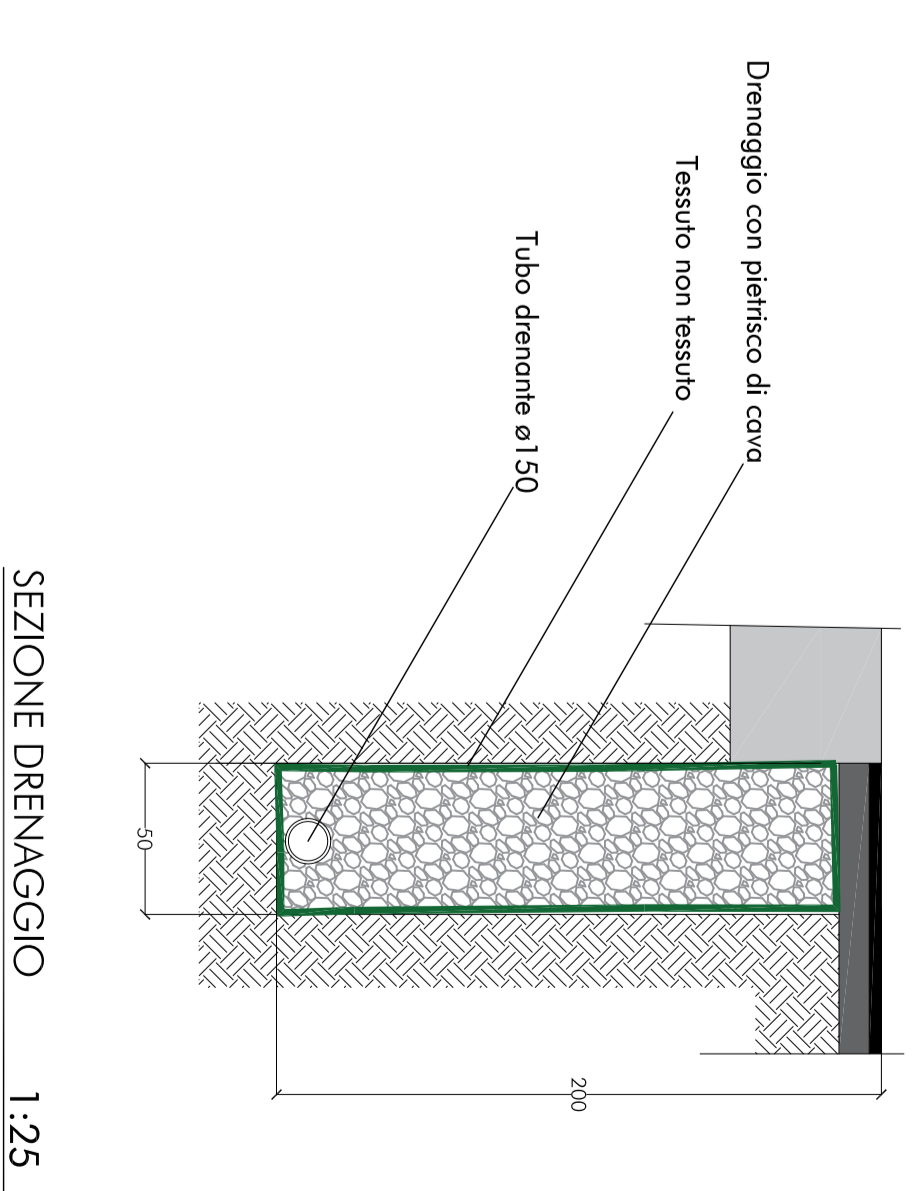 Drenaggio con pietrisco di cava
Tessuto non tessuto
Tubo drenante ø150
200
50
SEZIONE DRENAGGIO 1:25